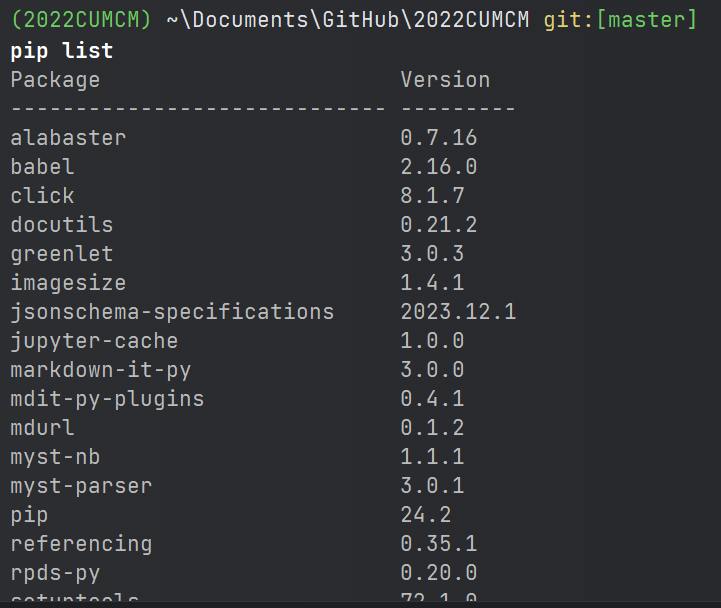 (2022CUMCM) ~\Documents\GitHub\2022CUMCM git:[master]
pip list
Package                       Version
----------------------------- ---------
alabaster                     0.7.16
babel                         2.16.0
click                         8.1.7
docutils                      0.21.2
greenlet                      3.0.3
imagesize                     1.4.1
jsonschema-specifications     2023.12.1
jupyter-cache                 1.0.0
markdown-it-py                3.0.0
mdit-py-plugins               0.4.1
mdurl                         0.1.2
myst-nb                       1.1.1
myst-parser                   3.0.1
pip                           24.2
referencing                   0.35.1
rpds-py                       0.20.0
setuptools                    72.1.0